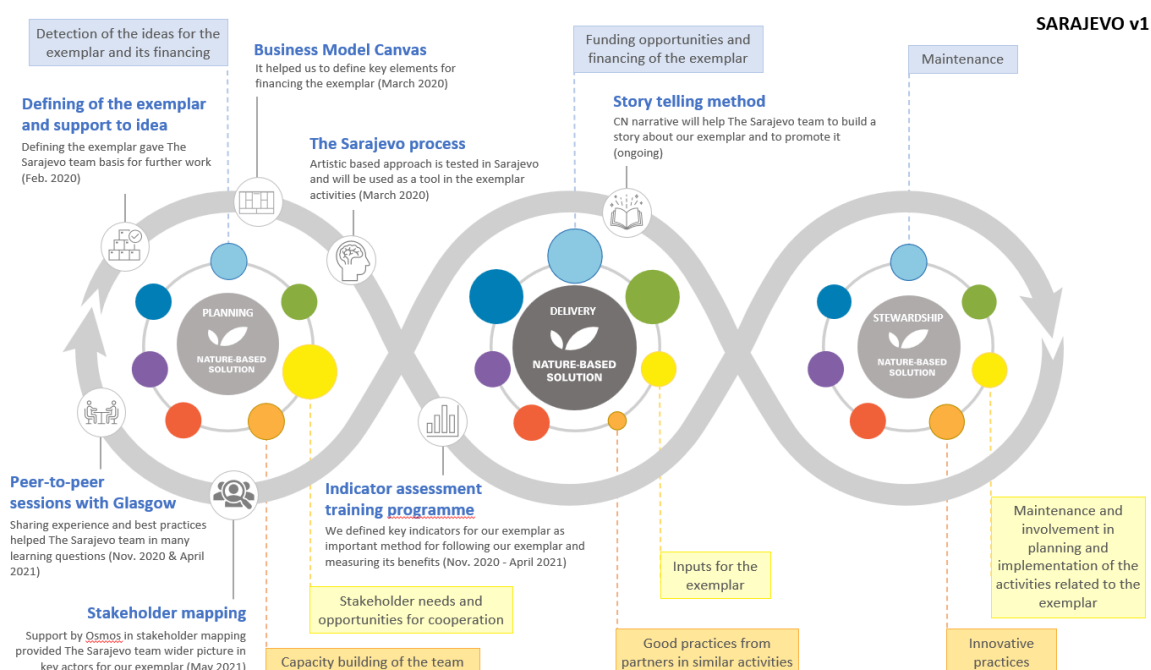 SARAJEVO v1
Detection of the ideas for the
exemplar and its financing
Business Model Canvas
It helped us to define key elements for
financing the exemplar (March 2020)
Funding opportunities and
financing of the exemplar
Maintenance
Defining of the exemplar
and support to idea
Defining the exemplar gave The
Sarajevo team basis for further work
(Feb. 2020)
The Sarajevo process
Artistic based approach is tested in Sarajevo
and will be used as a tool in the exemplar
activities (March 2020)
Story telling method
CN narrative will help The Sarajevo team to build a
story about our exemplar and to promote it
(ongoing)
PLANNING
NATURE-BASED
SOLUTION
DELIVERY
NATURE-BASED
SOLUTION
STEWARDSHIP
NATURE-BASED
SOLUTION
Peer-to-peer
sessions with Glasgow
Sharing experience and best practices
helped The Sarajevo team in many
learning questions (Nov. 2020 & April
2021)
Indicator assessment
training programme
We defined key indicators for our exemplar as
important method for following our exemplar and
measuring its benefits (Nov. 2020 - April 2021)
Maintenance and
involvement in
planning and
implementation of the
activities related to the
exemplar
Inputs for the
exemplar
Stakeholder needs and
opportunities for cooperation
Stakeholder mapping
Support by Osmos in stakeholder mapping
provided The Sarajevo team wider picture in
key actors for our exemplar (May 2021)
Capacity building of the team
Good practices from
partners in similar activities
Innovative
practices